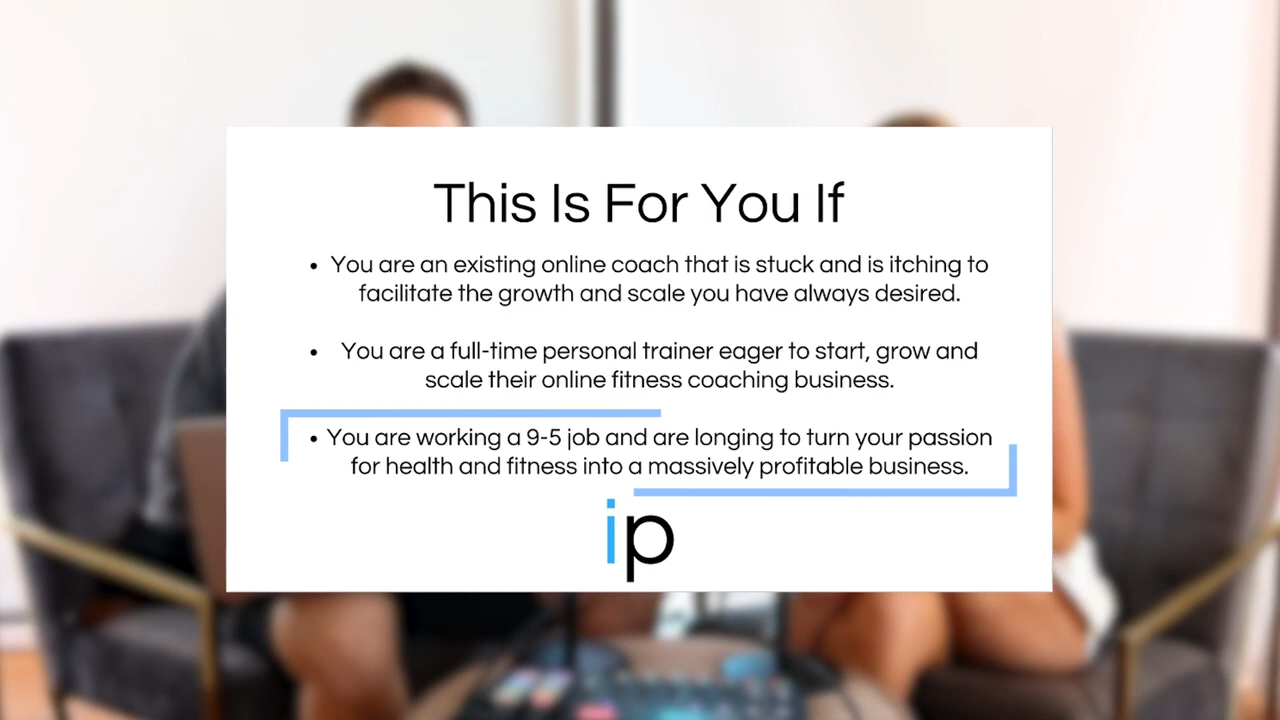 This Is For You If
• You are an existing online coach that is stuck and is itching to
facilitate the growth and scale you have always desired.
• You are a full-time personal trainer eager to start, grow and
scale their online fitness coaching business.
• You are working a 9-5 job and are longing to turn your passion
for health and fitness into a massively profitable business.
ip